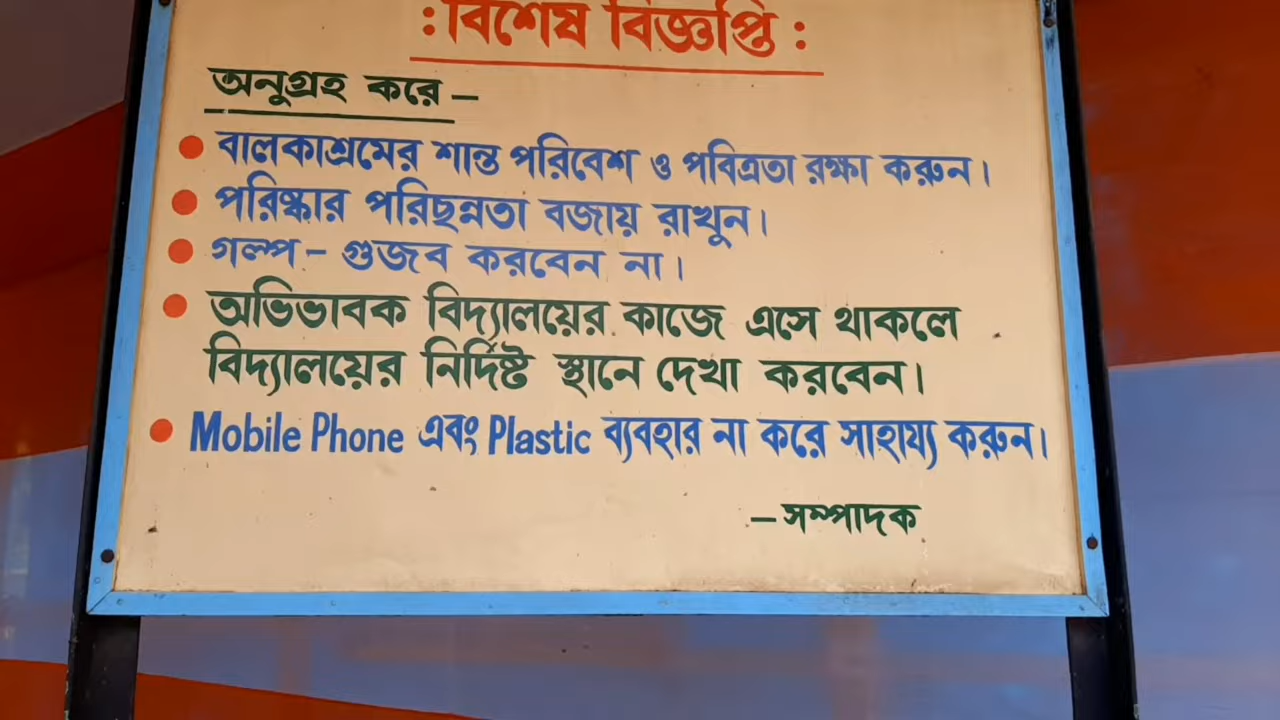 :বিশেষ বিজ্ঞপ্তি:
অনুগ্রহ করে –
• বালকাশ্রমের শান্ত পরিবেশ ও পবিত্রতা রক্ষা করুন।
• পরিষ্কার পরিছন্নতা বজায় রাখুন।
• গল্প – গুজব করবেন না।
• অভিভাবক বিদ্যালয়ের কাজে এসে থাকলে
বিদ্যালয়ের নির্দিষ্ট স্থানে দেখা করবেন।
• Mobile Phone এবং Plastic ব্যবহার না করে সাহায্য করুন।
– সম্পাদক